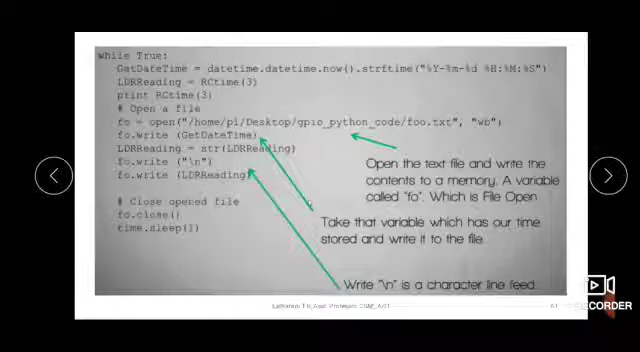 While True:
GetDateTime = datetime.datetime.now().strftime("%Y-%m-%d %H:%M:%S")
LDRReading = RCtime(3)
print RCtime(3)
# Open a file
fo = open("/home/pi/Desktop/gpio_python_code/foo.txt", "wb")
fo.write (GetDateTime)
LDRReading = str(LDRReading)
fo.write ("\n")
fo.write (LDRReading)
# Close opened file
fo.close()
time.sleep(1)
Open the text file and write the
contents to a memory. A variable
called "fo". Which is File Open
Take that variable which has our time
stored and write it to the file
Write "\n" is a character line feed.
61
RECORDER